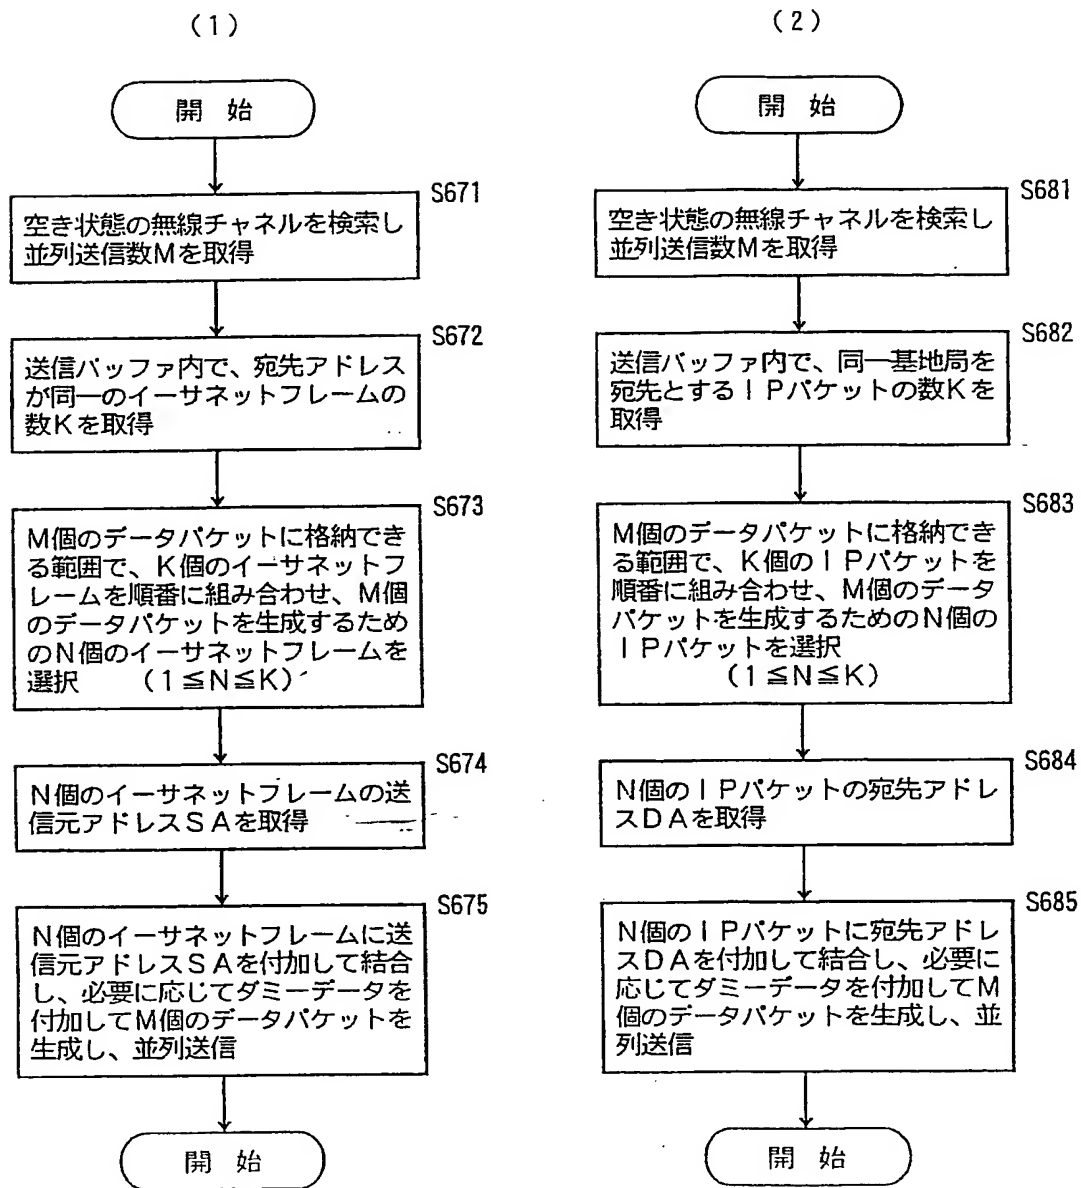 (1)
開 始
S671
空き状態の無線チャネルを検索し
並列送信数Mを取得
S672
送信バッファ内で、宛先アドレス
が同一のイーサネットフレームの
数Kを取得
S673
M個のデータパケットに格納でき
る範囲で、K個のイーサネットフ
レームを順番に組み合わせ、M個
のデータパケットを生成するため
のN個のイーサネットフレームを
選択 (1≦N≦K)
S674
N個のイーサネットフレームの送
信元アドレスSAを取得
S675
N個のイーサネットフレームに送
信元アドレスSAを付加して結合
し、必要に応じてダミーデータを
付加してM個のデータパケットを
生成し、並列送信
開 始
(2)
開 始
S681
空き状態の無線チャネルを検索し
並列送信数Mを取得
S682
送信バッファ内で、同一基地局を
宛先とするIPパケットの数Kを
取得
S683
M個のデータパケットに格納でき
る範囲で、K個のIPパケットを
順番に組み合わせ、M個のデータ
パケットを生成するためのN個の
IPパケットを選択
(1≦N≦K)
S684
N個のIPパケットの宛先アドレ
スDAを取得
S685
N個のIPパケットに宛先アドレ
スDAを付加して結合し、必要に
応じてダミーデータを付加してM
個のデータパケットを生成し、並
列送信
開 始